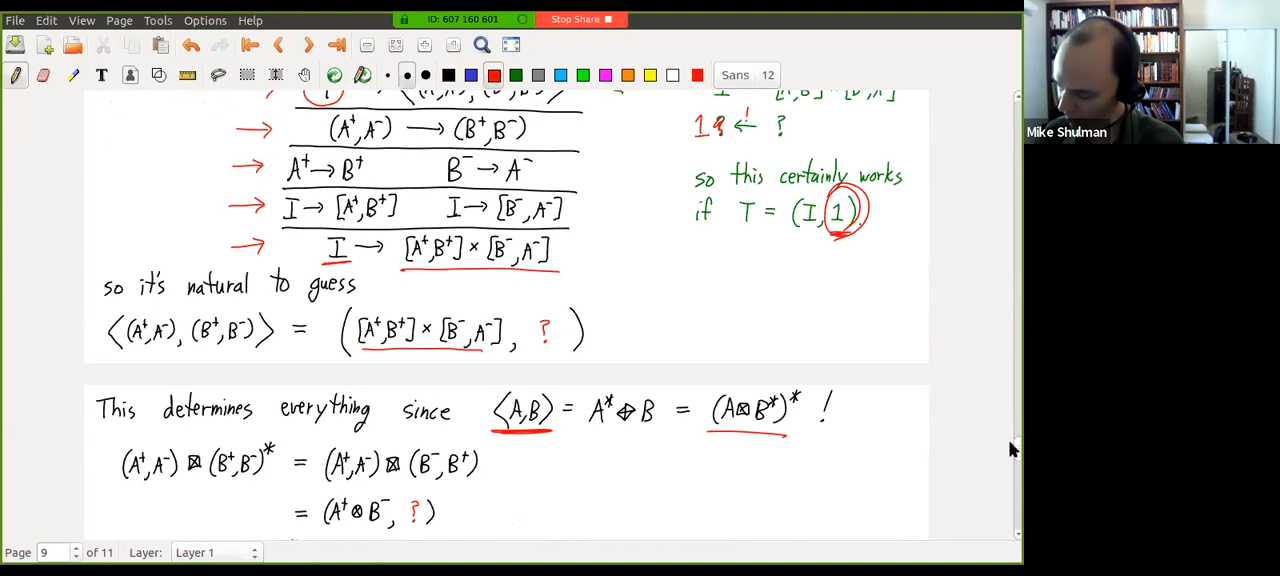 File Edit View Page Tools Options Help
ID: 607 160 601 Stop Share
Sans 12
→ (A⁺,A⁻) ⟶ (B⁺,B⁻)
1 ? ←! ?
→ A⁺→B⁺ B⁻→A⁻
so this certainly works
→ I→[A⁺,B⁺] I→[B⁻,A⁻]
if T = (I, 1).
→ I → [A⁺,B⁺] × [B⁻,A⁻]
so it's natural to guess
⟨(A⁺,A⁻), (B⁺,B⁻)⟩ = ([A⁺,B⁺] × [B⁻,A⁻], ?)
This determines everything since ⟨A,B⟩ = A* ⟴ B = (A⊠B*)* !
(A⁺,A⁻) ⊠ (B⁺,B⁻)* = (A⁺,A⁻) ⊠ (B⁻,B⁺)
= (A⁺⊗B⁻, ?)
Mike Shulman
Page 9 of 11 Layer: Layer 1